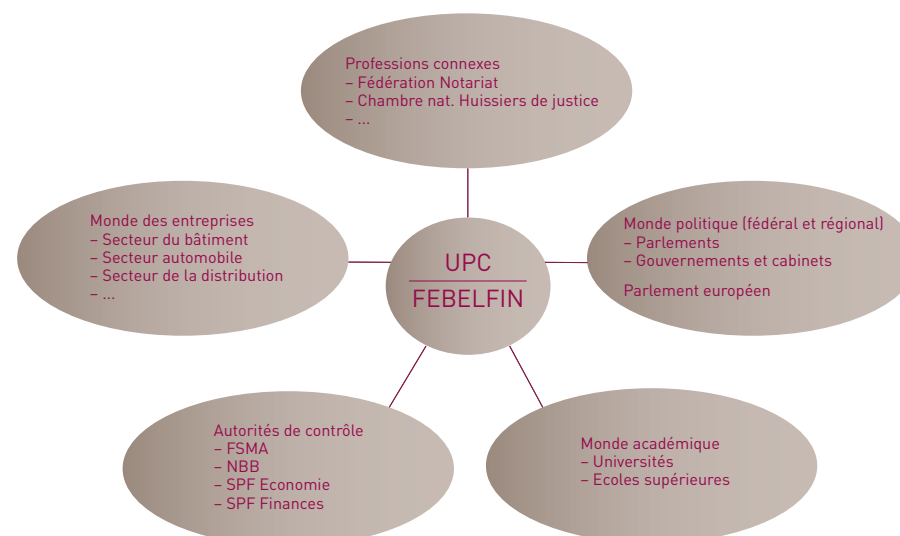 Professions connexes
– Fédération Notariat
– Chambre nat. Huissiers de justice
– ...
Monde des entreprises
– Secteur du bâtiment
– Secteur automobile
– Secteur de la distribution
– ...
UPC
FEBELFIN
Monde politique (fédéral et régional)
– Parlements
– Gouvernements et cabinets
Parlement européen
Autorités de contrôle
– FSMA
– NBB
– SPF Economie
– SPF Finances
Monde académique
– Universités
– Ecoles supérieures